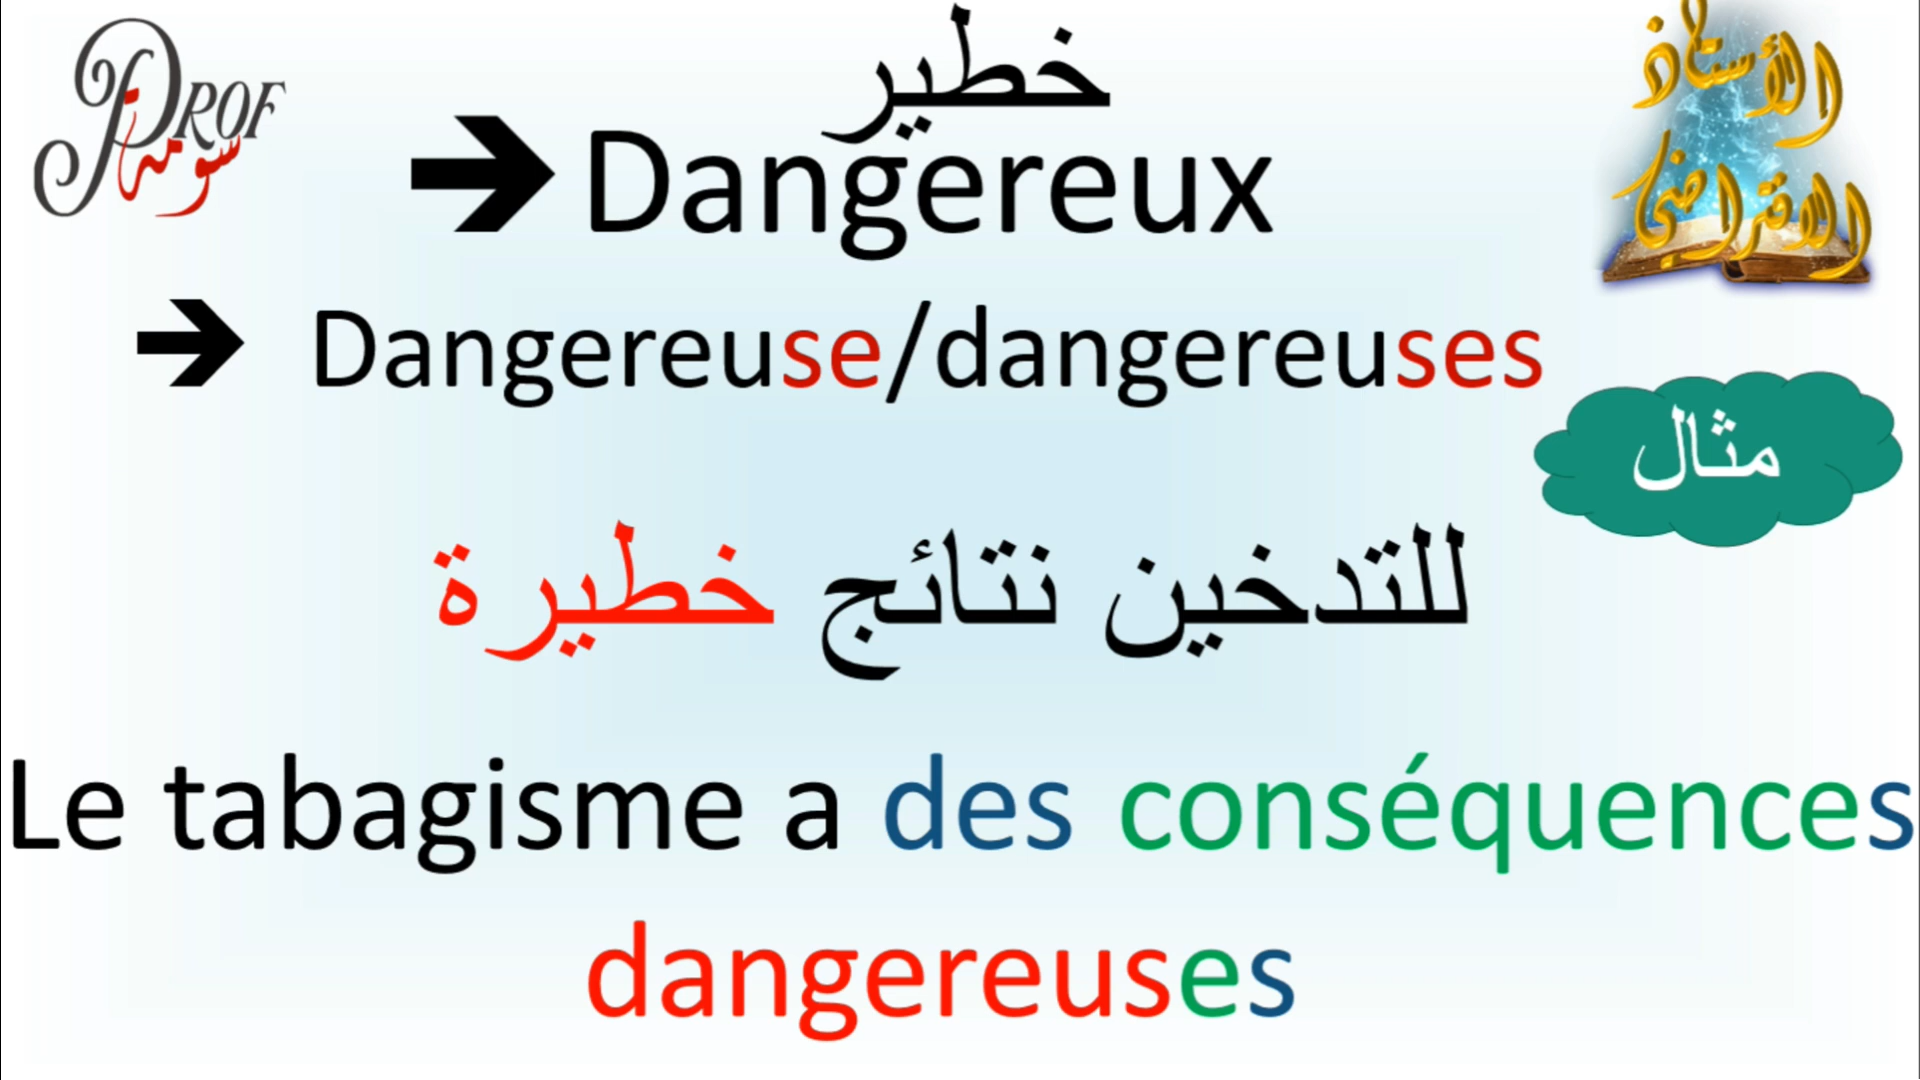 PROF
سومة
الأستاذ
الافتراضي
خطير
Dangereux
Dangereuse/dangereuses
مثال
للتدخين نتائج خطيرة
Le tabagisme a des conséquences
dangereuses